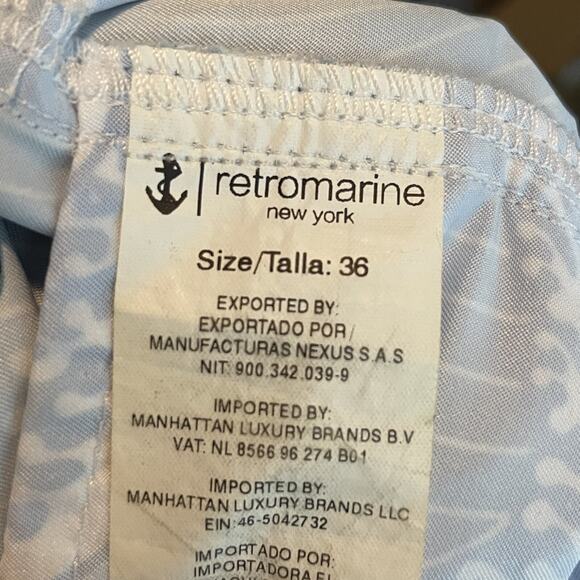 retromarine
new york
Size/Talla: 36
EXPORTED BY:
EXPORTADO POR/
MANUFACTURAS NEXUS S.A.S
NIT: 900.342.039-9
IMPORTED BY:
MANHATTAN LUXURY BRANDS B.V
VAT: NL 8566 96 274 B01
IMPORTED BY:
MANHATTAN LUXURY BRANDS LLC
EIN:46-5042732
IMPORTADO POR:
IMPORTADORA